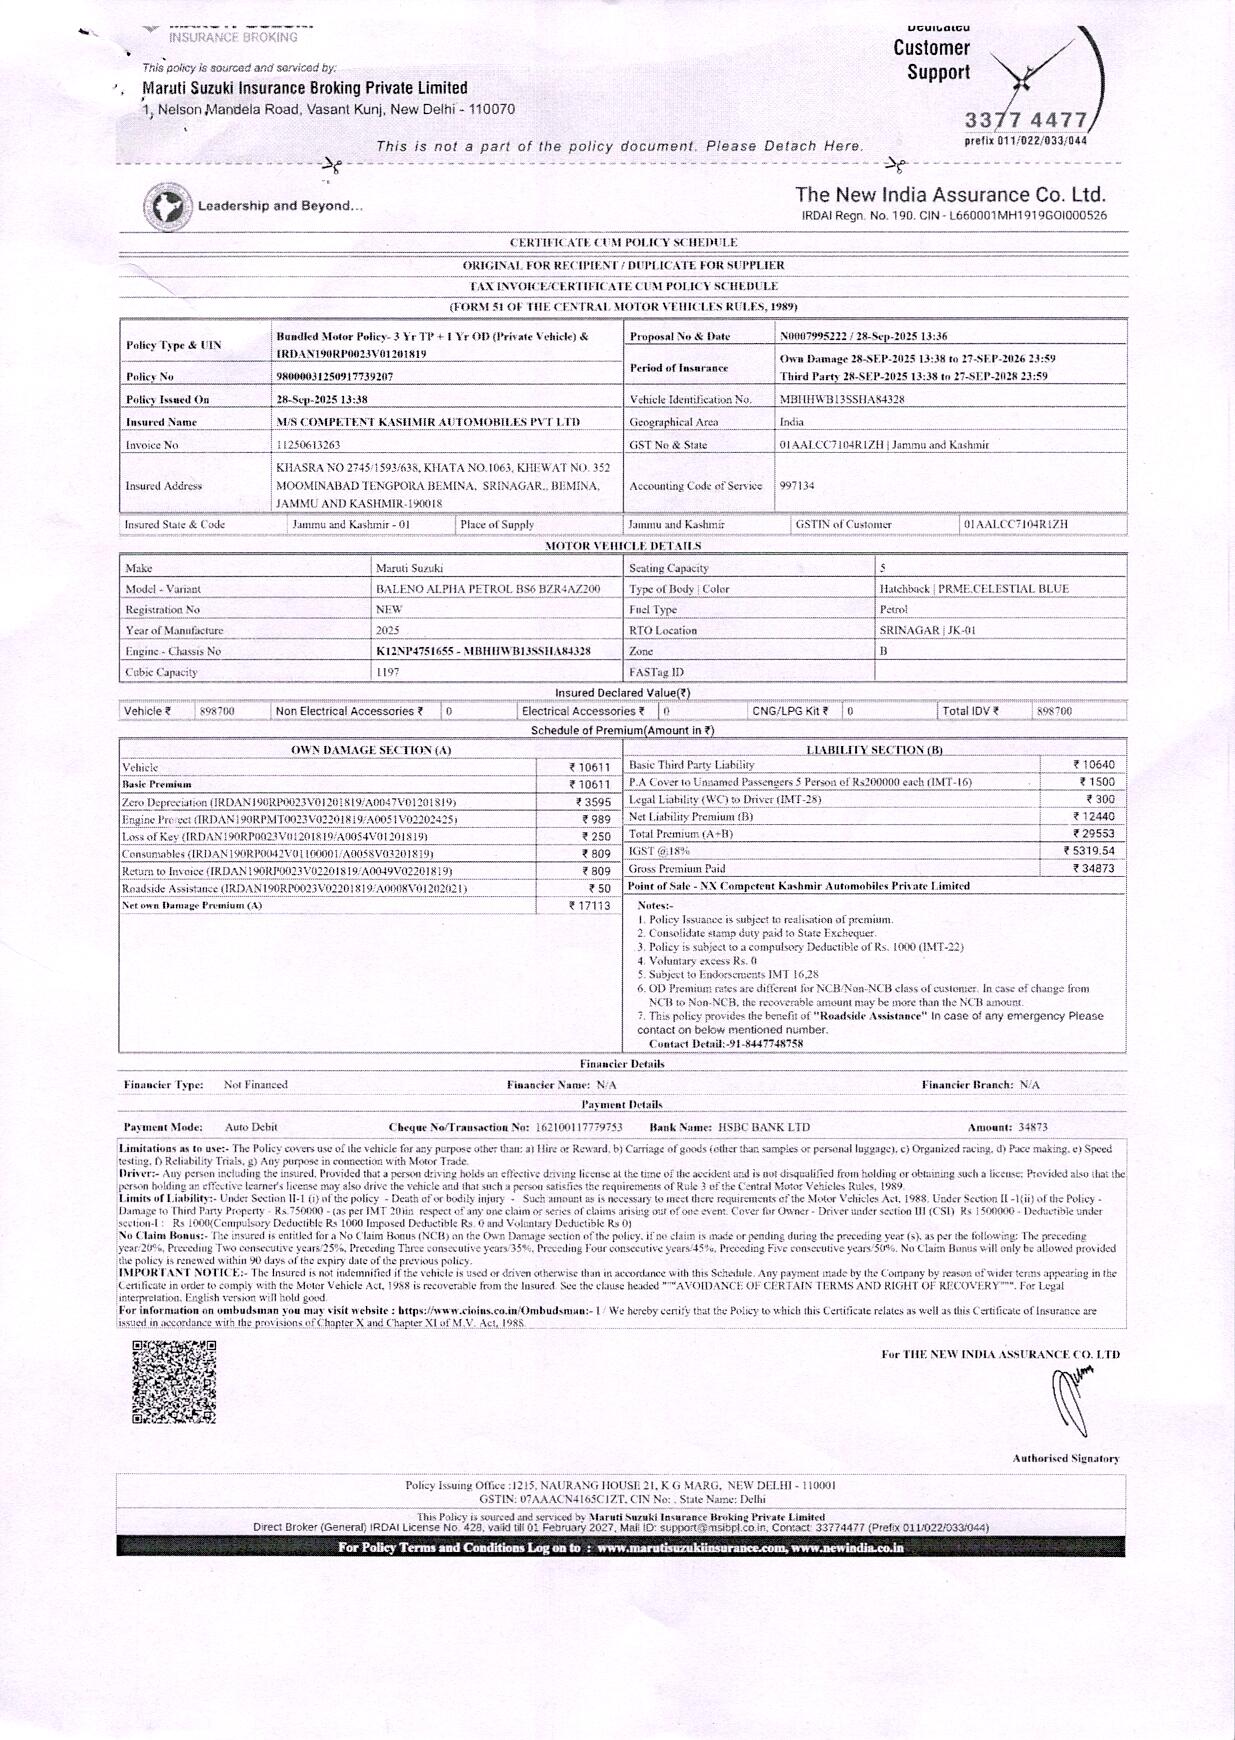 INSURANCE BROKING
This policy is sourced and serviced by:
Maruti Suzuki Insurance Broking Private Limited
1, Nelson Mandela Road, Vasant Kunj, New Delhi - 110070
Dedicated
Customer
Support
3377 4477
prefix 011/022/033/044
This is not a part of the policy document. Please Detach Here.
Leadership and Beyond...
The New India Assurance Co. Ltd.
IRDAI Regn. No. 190. CIN - L660001MH1919GOI000526
CERTIFICATE CUM POLICY SCHEDULE
ORIGINAL FOR RECIPIENT / DUPLICATE FOR SUPPLIER
TAX INVOICE/CERTIFICATE CUM POLICY SCHEDULE
(FORM 51 OF THE CENTRAL MOTOR VEHICLES RULES, 1989)
Policy Type & UIN Bundled Motor Policy- 3 Yr TP + 1 Yr OD (Private Vehicle) &
IRDAN190RP0023V01201819
Proposal No & Date N0007995222 / 28-Sep-2025 13:36
Policy No 98000031250917739207
Period of Insurance Own Damage 28-SEP-2025 13:38 to 27-SEP-2026 23:59
Third Party 28-SEP-2025 13:38 to 27-SEP-2028 23:59
Policy Issued On 28-Sep-2025 13:38 Vehicle Identification No. MBHHWB13SSHA84328
Insured Name M/S COMPETENT KASHMIR AUTOMOBILES PVT LTD Geographical Area India
Invoice No 11250613263 GST No & State 01AALCC7104R1ZH | Jammu and Kashmir
Insured Address KHASRA NO 2745/1593/638, KHATA NO.1063, KHEWAT NO. 352
MOOMINABAD TENGPORA BEMINA, SRINAGAR., BEMINA,
JAMMU AND KASHMIR-190018
Accounting Code of Service 997134
Insured State & Code Jammu and Kashmir - 01 Place of Supply Jammu and Kashmir GSTIN of Customer 01AALCC7104R1ZH
MOTOR VEHICLE DETAILS
Make Maruti Suzuki Seating Capacity 5
Model - Variant BALENO ALPHA PETROL BS6 BZR4AZ200 Type of Body | Color Hatchback | PRME.CELESTIAL BLUE
Registration No NEW Fuel Type Petrol
Year of Manufacture 2025 RTO Location SRINAGAR | JK-01
Engine - Chassis No K12NP4751655 - MBHHWB13SSHA84328 Zone B
Cubic Capacity 1197 FASTag ID
Insured Declared Value(₹)
Vehicle ₹ 898700 Non Electrical Accessories ₹ 0 Electrical Accessories ₹ 0 CNG/LPG Kit ₹ 0 Total IDV ₹ 898700
Schedule of Premium(Amount in ₹)
OWN DAMAGE SECTION (A)
Vehicle ₹ 10611
Basic Premium ₹ 10611
Zero Depreciation (IRDAN190RP0023V01201819/A0047V01201819) ₹ 3595
Engine Protect (IRDAN190RPMT0023V02201819/A0051V02202425) ₹ 989
Loss of Key (IRDAN190RP0023V01201819/A0054V01201819) ₹ 250
Consumables (IRDAN190RP0042V01100001/A0058V03201819) ₹ 809
Return to Invoice (IRDAN190RP0023V02201819/A0049V02201819) ₹ 809
Roadside Assistance (IRDAN190RP0023V02201819/A0008V01202021) ₹ 50
Net own Damage Premium (A) ₹ 17113
LIABILITY SECTION (B)
Basic Third Party Liability ₹ 10640
P.A Cover to Unnamed Passengers 5 Person of Rs200000 each (IMT-16) ₹ 1500
Legal Liability (WC) to Driver (IMT-28) ₹ 300
Net Liability Premium (B) ₹ 12440
Total Premium (A+B) ₹ 29553
IGST @18% ₹ 5319.54
Gross Premium Paid ₹ 34873
Point of Sale - NX Competent Kashmir Automobiles Private Limited
Notes:-
1. Policy Issuance is subject to realisation of premium.
2. Consolidate stamp duty paid to State Exchequer.
3. Policy is subject to a compulsory Deductible of Rs. 1000 (IMT-22)
4. Voluntary excess Rs. 0
5. Subject to Endorsements IMT 16,28
6. OD Premium rates are different for NCB/Non-NCB class of customer. In case of change from
NCB to Non-NCB, the recoverable amount may be more than the NCB amount.
7. This policy provides the benefit of "Roadside Assistance" In case of any emergency Please
contact on below mentioned number.
Contact Detail:-91-8447748758
Financier Details
Financier Type: Not Financed Financier Name: N/A Financier Branch: N/A
Payment Details
Payment Mode: Auto Debit Cheque No/Transaction No: 162100117779753 Bank Name: HSBC BANK LTD Amount: 34873
Limitations as to use:- The Policy covers use of the vehicle for any purpose other than: a) Hire or Reward, b) Carriage of goods (other than samples or personal luggage), c) Organized racing, d) Pace making, e) Speed
testing, f) Reliability Trials, g) Any purpose in connection with Motor Trade.
Driver:- Any person including the insured, Provided that a person driving holds an effective driving license at the time of the accident and is not disqualified from holding or obtaining such a license; Provided also that the
person holding an effective learner's license may also drive the vehicle and that such a person satisfies the requirements of Rule 3 of the Central Motor Vehicles Rules, 1989.
Limits of Liability:- Under Section II-1 (i) of the policy - Death of or bodily injury - Such amount as is necessary to meet there requirements of the Motor Vehicles Act, 1988. Under Section II -1(ii) of the Policy -
Damage to Third Party Property - Rs.750000 - (as per IMT 20)in respect of any one claim or series of claims arising out of one event. Cover for Owner - Driver under section III (CSI) Rs 1500000 - Deductible under
section-I : Rs 1000(Compulsory Deductible Rs 1000 Imposed Deductible Rs. 0 and Voluntary Deductible Rs 0)
No Claim Bonus:- The insured is entitled for a No Claim Bonus (NCB) on the Own Damage section of the policy, if no claim is made or pending during the preceding year (s), as per the following: The preceding
year/20%, Preceding Two consecutive years/25%, Preceding Three consecutive years/35%, Preceding Four consecutive years/45%, Preceding Five consecutive years/50%. No Claim Bonus will only be allowed provided
the policy is renewed within 90 days of the expiry date of the previous policy.
IMPORTANT NOTICE:- The Insured is not indemnified if the vehicle is used or driven otherwise than in accordance with this Schedule. Any payment made by the Company by reason of wider terms appearing in the
Certificate in order to comply with the Motor Vehicle Act, 1988 is recoverable from the Insured. See the clause headed """AVOIDANCE OF CERTAIN TERMS AND RIGHT OF RECOVERY""". For Legal
interpretation, English version will hold good.
For information on ombudsman you may visit website : https://www.cioins.co.in/Ombudsman:- I / We hereby certify that the Policy to which this Certificate relates as well as this Certificate of Insurance are
issued in accordance with the provisions of Chapter X and Chapter XI of M.V. Act, 1988.
For THE NEW INDIA ASSURANCE CO. LTD
Authorised Signatory
Policy Issuing Office :1215, NAURANG HOUSE 21, K G MARG, NEW DELHI - 110001
GSTIN: 07AAACN4165C1ZT, CIN No: . State Name: Delhi
This Policy is sourced and serviced by Maruti Suzuki Insurance Broking Private Limited
Direct Broker (General) IRDAI License No. 428, valid till 01 February 2027, Mail ID: support@msibpl.co.in, Contact: 33774477 (Prefix 011/022/033/044)
For Policy Terms and Conditions Log on to : www.marutisuzukiinsurance.com, www.newindia.co.in